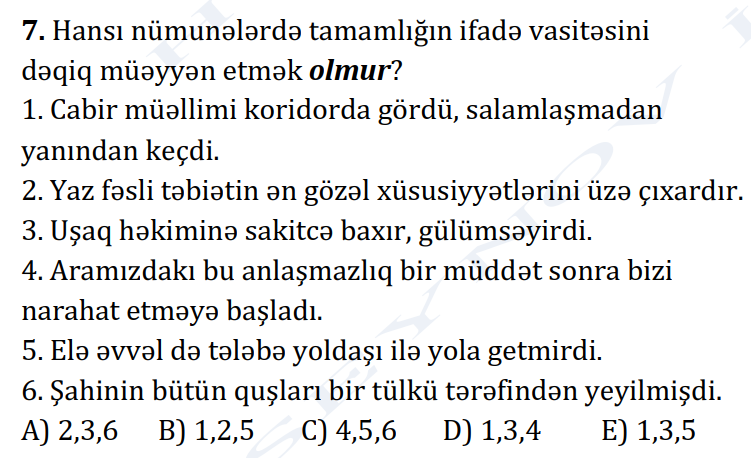 7. Hansı nümunələrdə tamamlığın ifadə vasitəsini
dəqiq müəyyən etmək olmur?
1. Cabir müəllimi koridorda gördü, salamlaşmadan
yanından keçdi.
2. Yaz fəsli təbiətin ən gözəl xüsusiyyətlərini üzə çıxardır.
3. Uşaq həkiminə sakitcə baxır, gülümsəyirdi.
4. Aramızdakı bu anlaşmazlıq bir müddət sonra bizi
narahat etməyə başladı.
5. Elə əvvəl də tələbə yoldaşı ilə yola getmirdi.
6. Şahinin bütün quşları bir tülkü tərəfindən yeyilmişdi.
A) 2,3,6 B) 1,2,5 C) 4,5,6 D) 1,3,4 E) 1,3,5